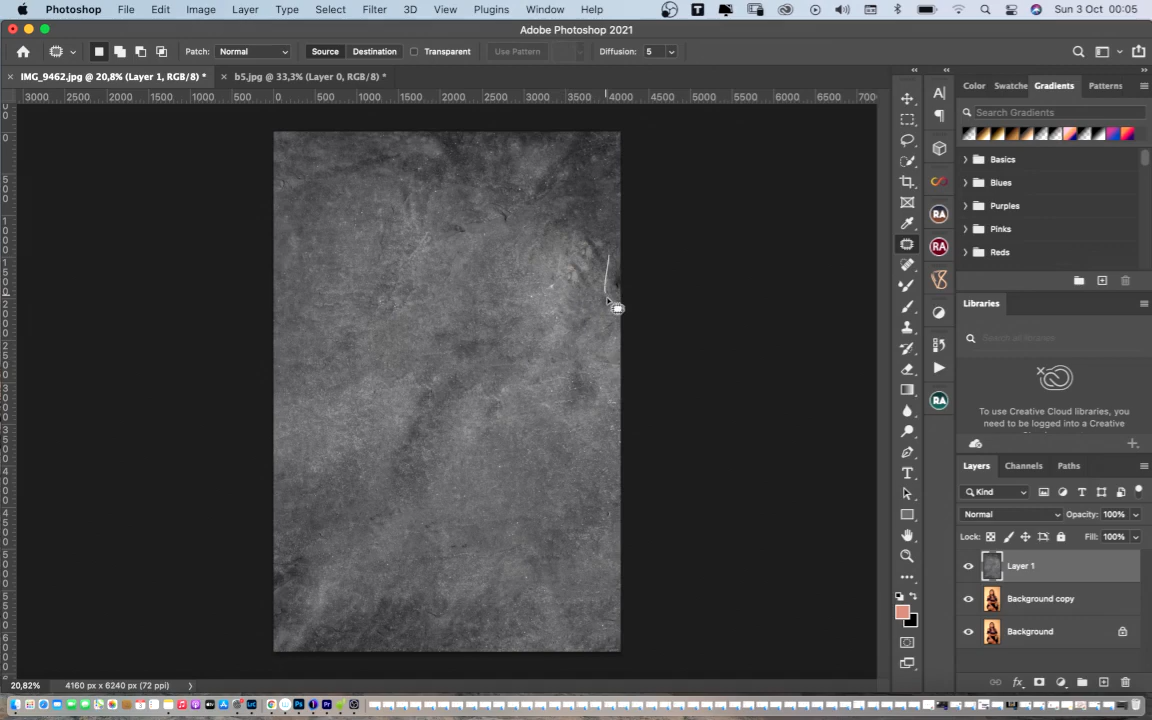 Photoshop File Edit Image Layer Type Select Filter 3D View Plugins Window Help Sun 3 Oct 00:05
Adobe Photoshop 2021
Patch: Normal Source Destination Transparent Use Pattern Diffusion: 5
IMG_9462.jpg @ 20,8% (Layer 1, RGB/8) * b5.jpg @ 33,3% (Layer 0, RGB/8) *
3000 2500 2000 1500 1000 500 0 500 1000 1500 2000 2500 3000 3500 4000 4500 5000 5500 6000 6500 7000
Color Swatche Gradients Patterns
Search Gradients
Basics
Blues
Purples
Pinks
Reds
Libraries
Search all libraries
To use Creative Cloud libraries, you
need to be logged into a Creative
Layers Channels Paths
Kind
Normal Opacity: 100%
Lock: Fill: 100%
Layer 1
Background copy
Background
20,82% 4160 px x 6240 px (72 ppi)